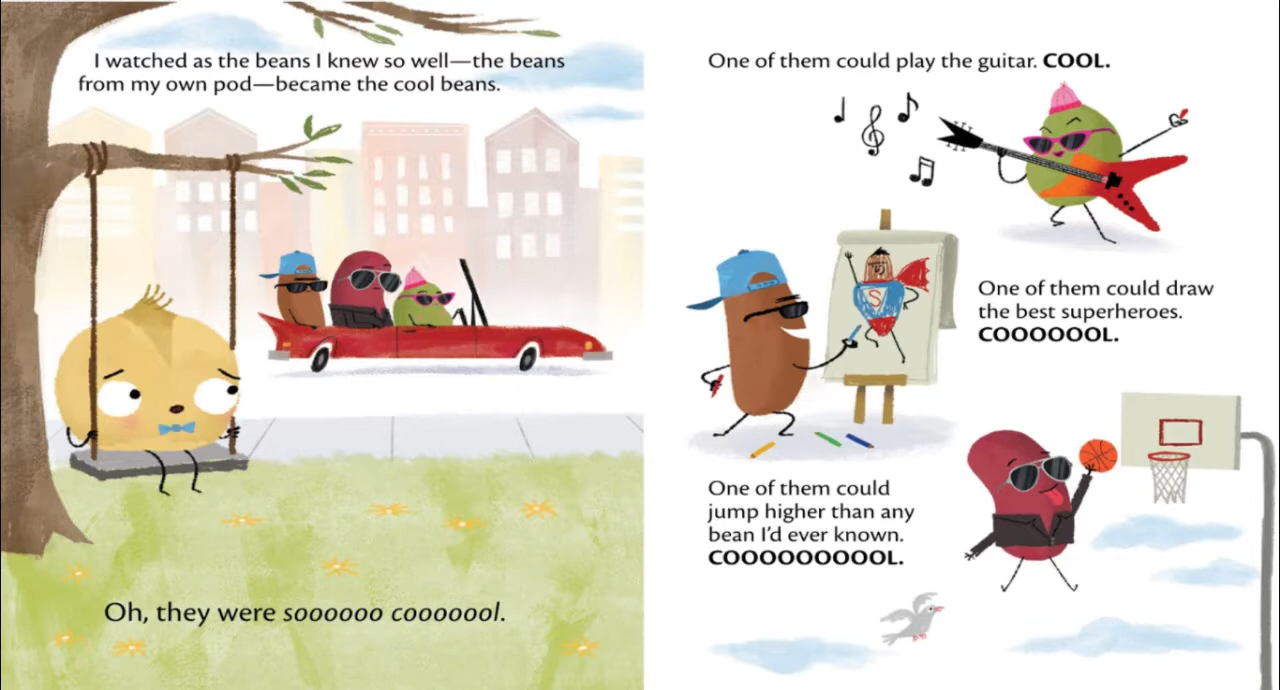 I watched as the beans I knew so well—the beans
from my own pod—became the cool beans.
Oh, they were soooooo cooooool.
One of them could play the guitar. COOL.
One of them could draw
the best superheroes.
COOOOOOL.
S
One of them could
jump higher than any
bean I'd ever known.
COOOOOOOOOL.